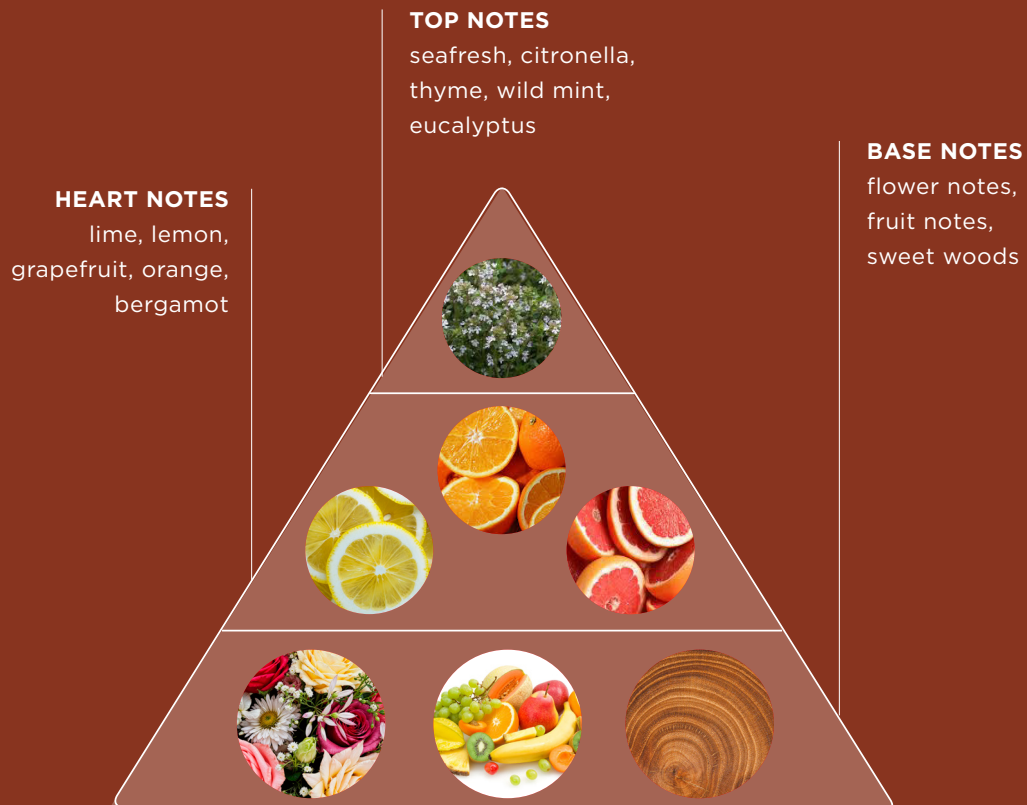 TOP NOTES
seafresh, citronella,
thyme, wild mint,
eucalyptus
HEART NOTES
lime, lemon,
grapefruit, orange,
bergamot
BASE NOTES
flower notes,
fruit notes,
sweet woods